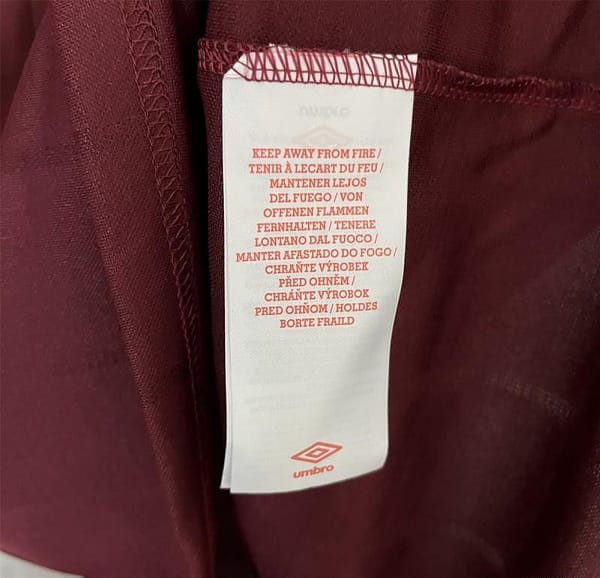 KEEP AWAY FROM FIRE /
TENIR À LECART DU FEU /
MANTENER LEJOS
DEL FUEGO / VON
OFFENEN FLAMMEN
FERNHALTEN / TENERE
LONTANO DAL FUOCO /
MANTER AFASTADO DO FOGO /
CHRAŇTE VÝROBEK
PŘED OHNĚM /
CHRÁŇTE VÝROBOK
PRED OHŇOM / HOLDES
BORTE FRAILD
umbro